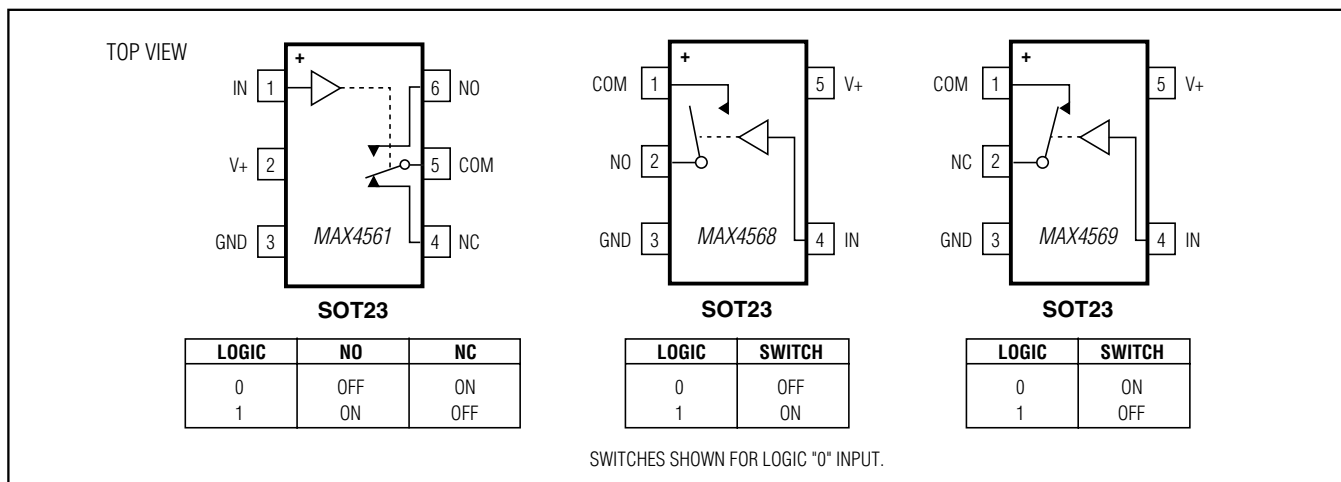 TOP VIEW
+
IN 1
6 NO
V+ 2
5 COM
GND 3
MAX4561
4 NC
SOT23
LOGIC NO NC
0 OFF ON
1 ON OFF
+
COM 1
5 V+
NO 2
GND 3
MAX4568
4 IN
SOT23
LOGIC SWITCH
0 OFF
1 ON
+
COM 1
5 V+
NC 2
GND 3
MAX4569
4 IN
SOT23
LOGIC SWITCH
0 ON
1 OFF
SWITCHES SHOWN FOR LOGIC "0" INPUT.